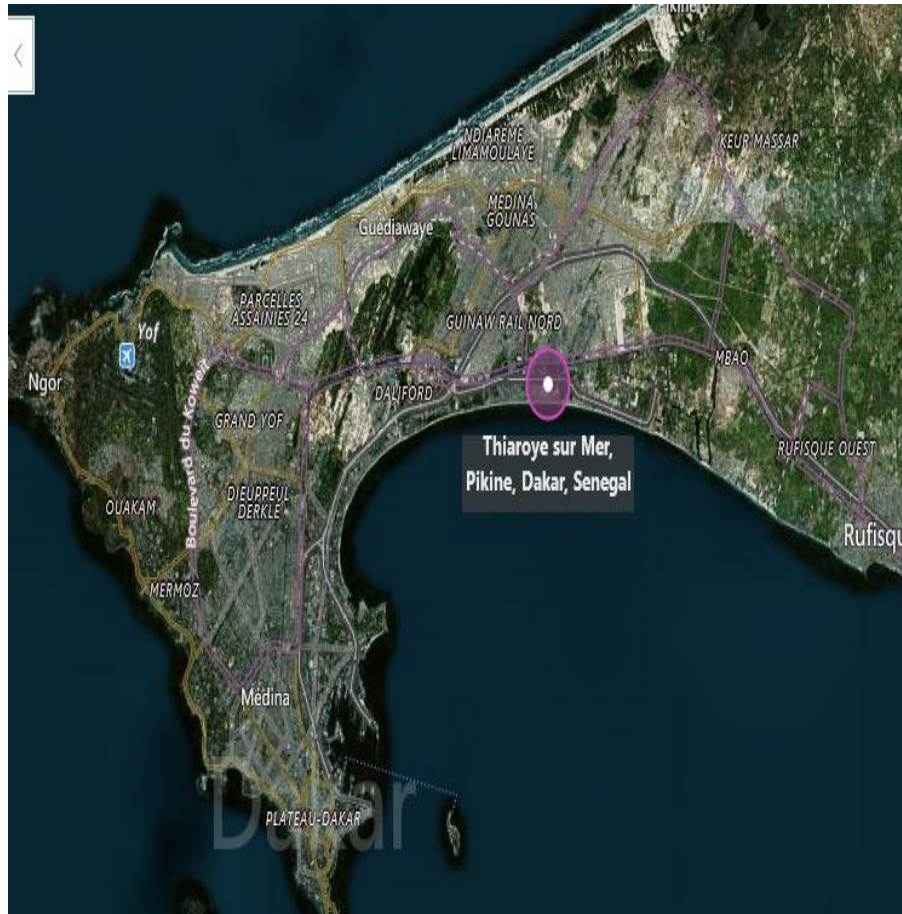 Pikine
NDIARÈME
LIMAMOULAYE
KEUR MASSAR
MEDINA
GOUNAS
Guédiawaye
PARCELLES
ASSAINIES 24
GUINAW RAIL NORD
Yof
MBAO
Ngor
DALIFORD
GRAND YOF
Boulevard du Koweit
Thiaroye sur Mer,
Pikine, Dakar, Senegal
RUFISQUE OUEST
DIEUPPEUL
DERKLE
OUAKAM
Rufisqu
MERMOZ
Médina
Dakar
PLATEAU-DAKAR